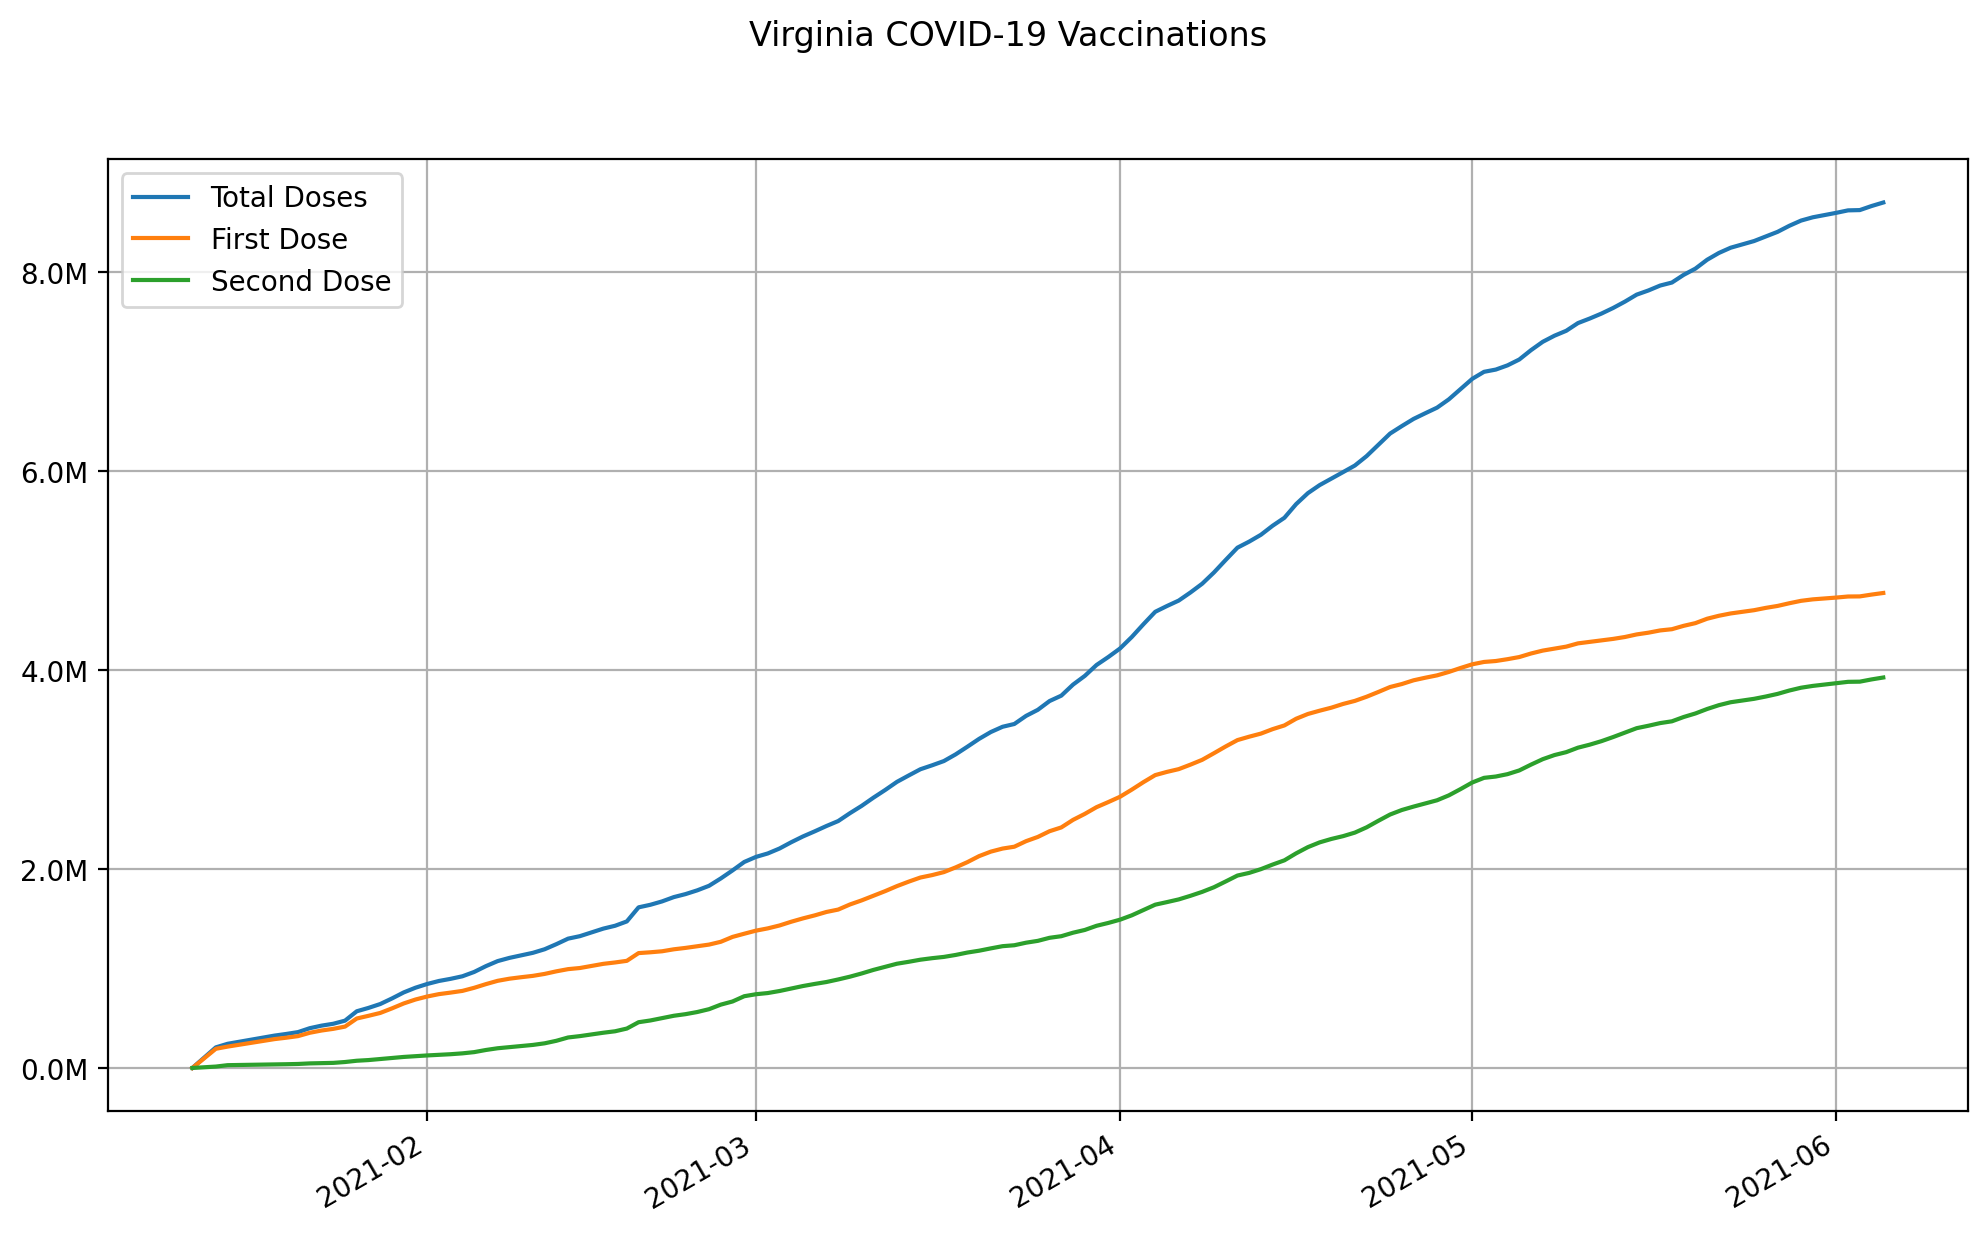 Virginia COVID-19 Vaccinations
Total Doses
First Dose
Second Dose
8.0M
6.0M
4.0M
2.0M
0.0M
2021-02
2021-03
2021-04
2021-05
2021-06